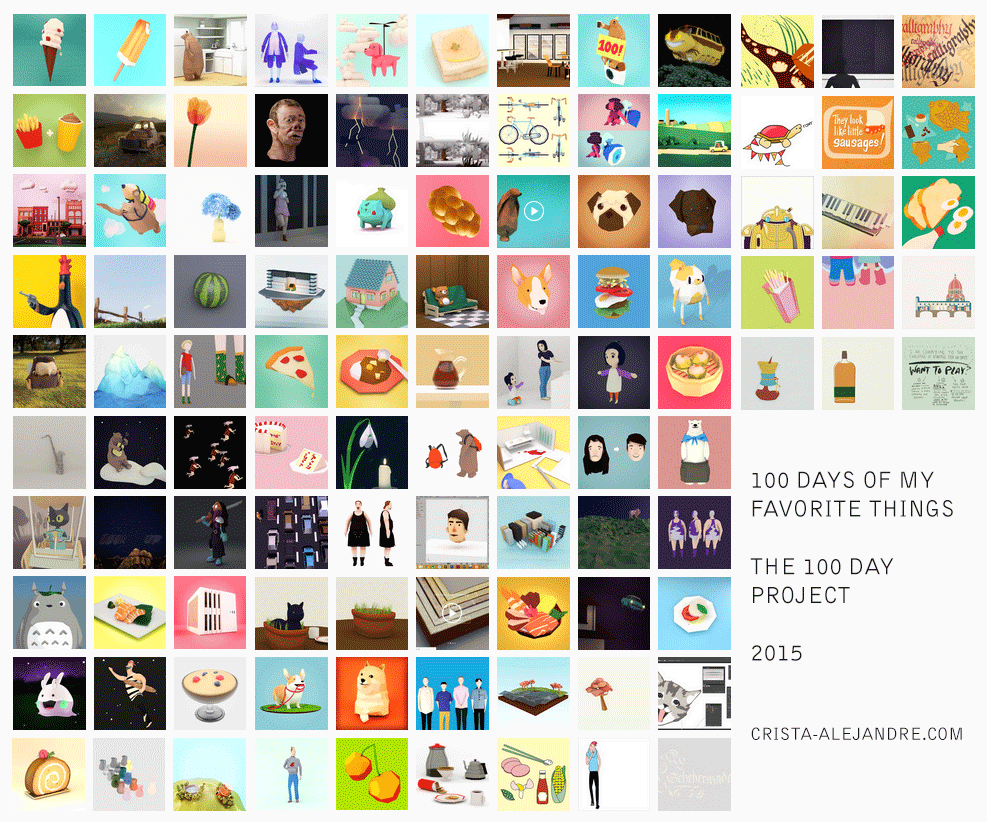 100!
calligraphy
They look
like little
sausages!
WANT TO PLAY?
100 DAYS OF MY
FAVORITE THINGS
THE 100 DAY
PROJECT
2015
CRISTA-ALEJANDRE.COM